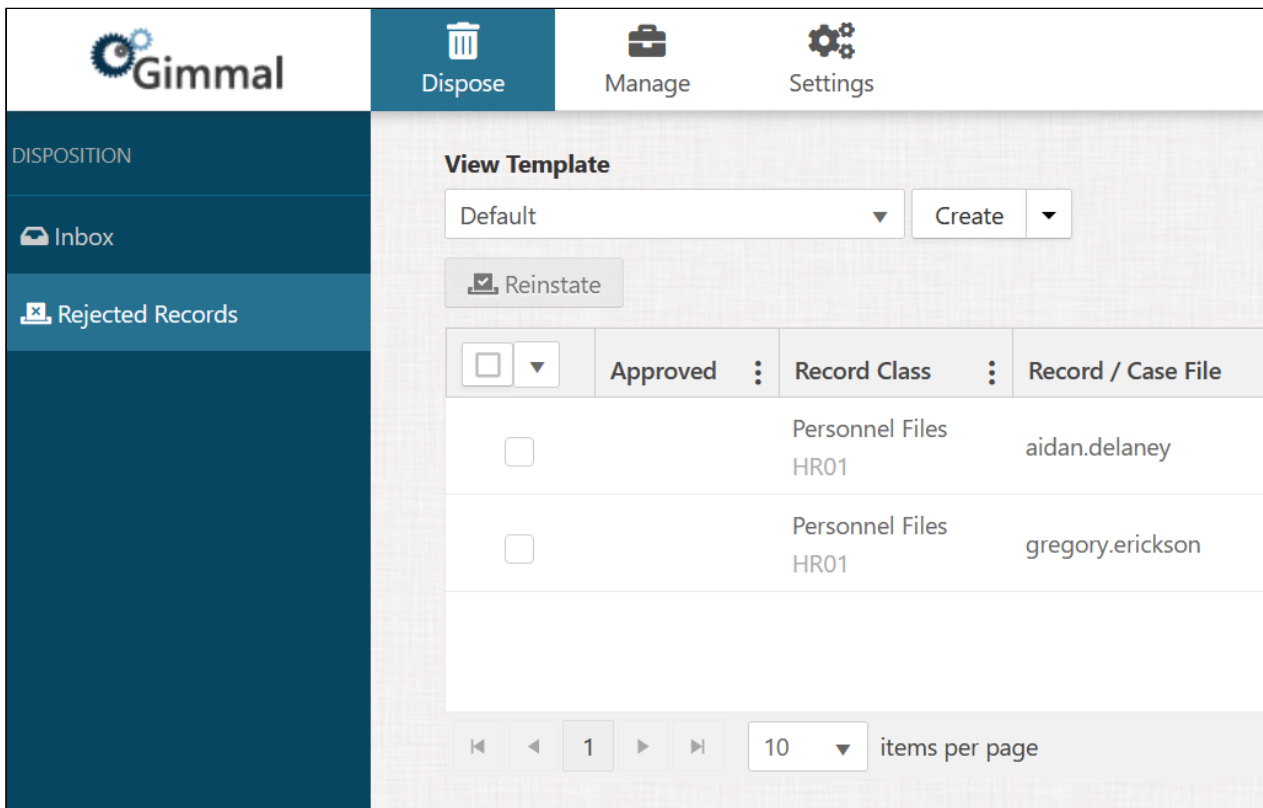 Gimmal
Dispose
Manage
Settings
DISPOSITION
Inbox
Rejected Records
View Template
Default
Create
Reinstate
Approved Record Class Record / Case File
Personnel Files
HR01
aidan.delaney
Personnel Files
HR01
gregory.erickson
1
10
items per page